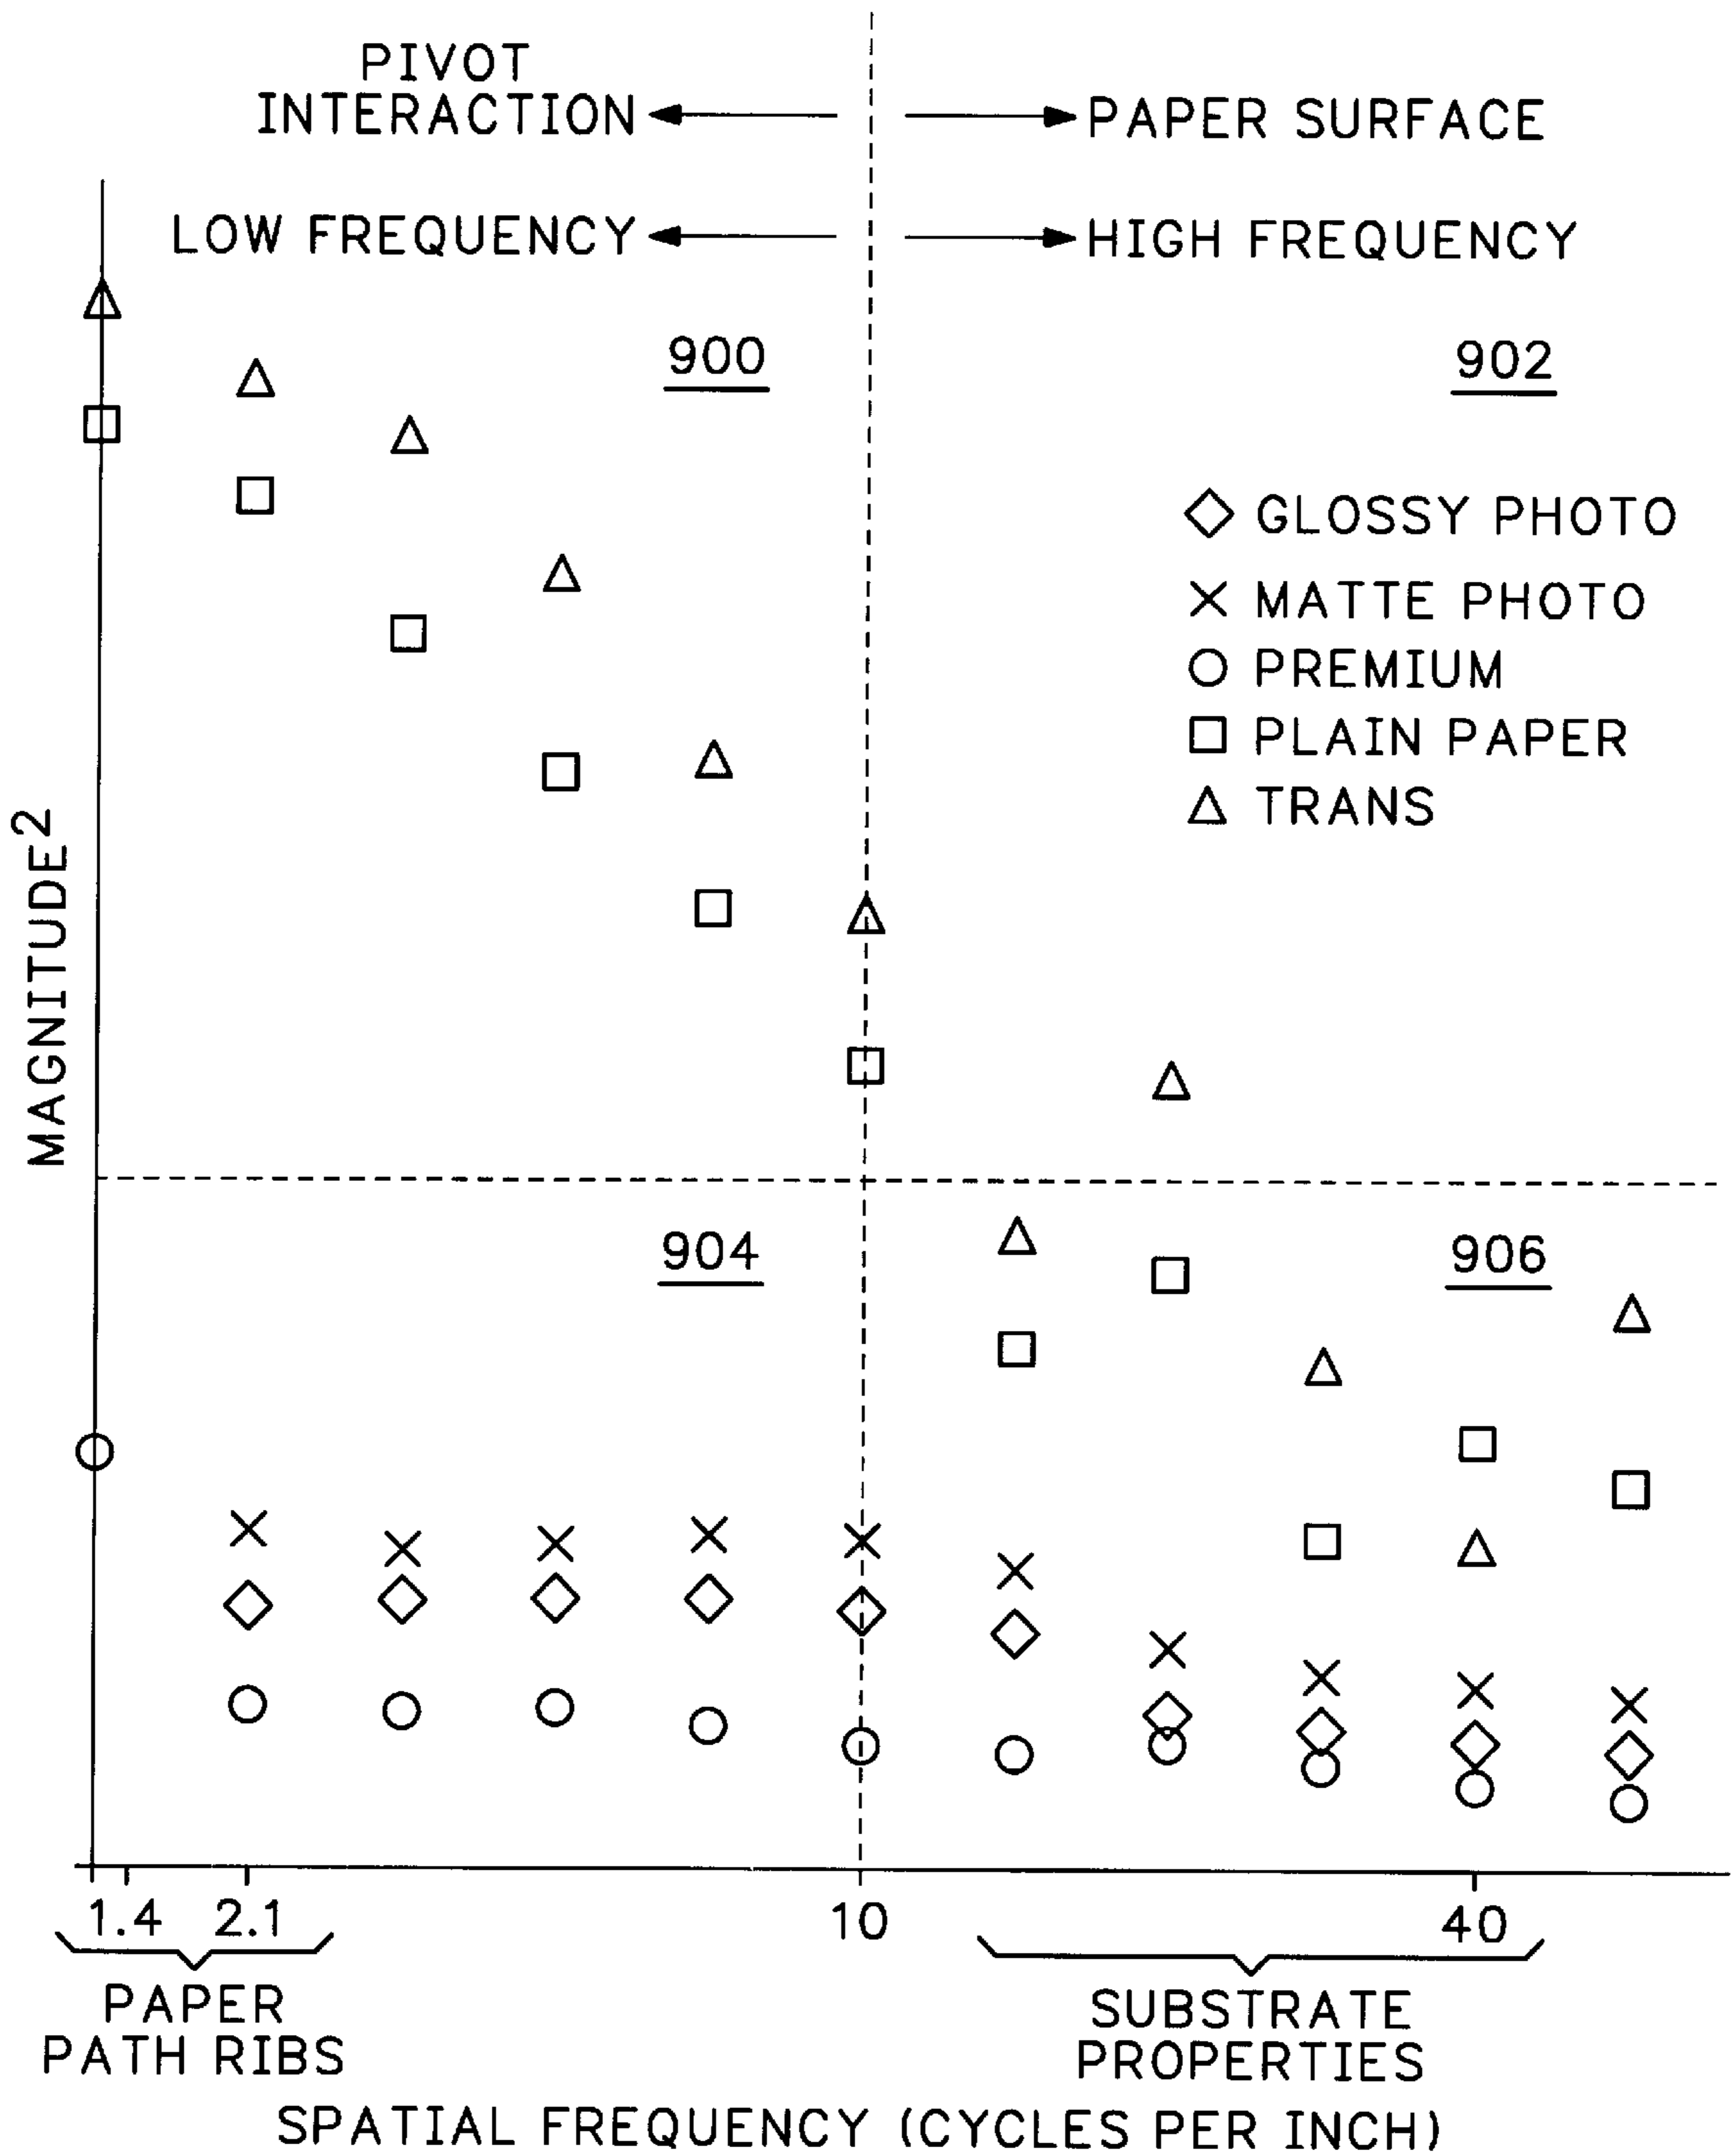 PIVOT
INTERACTION
PAPER SURFACE
LOW FREQUENCY
HIGH FREQUENCY
900
902
GLOSSY PHOTO
MATTE PHOTO
PREMIUM
PLAIN PAPER
TRANS
MAGNITUDE²
904
906
1.4 2.1 10 40
PAPER
PATH RIBS
SUBSTRATE
PROPERTIES
SPATIAL FREQUENCY (CYCLES PER INCH)